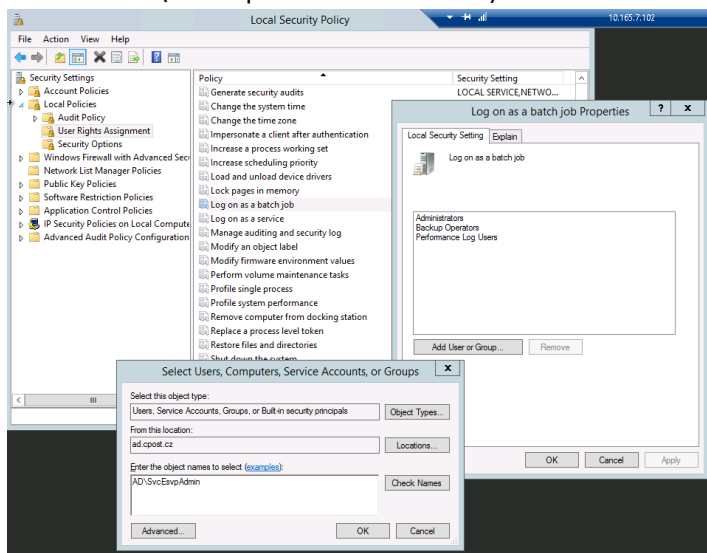 Local Security Policy
10.165.7.102
File Action View Help
Security Settings
Account Policies
Local Policies
Audit Policy
User Rights Assignment
Security Options
Windows Firewall with Advanced Secu
Network List Manager Policies
Public Key Policies
Software Restriction Policies
Application Control Policies
IP Security Policies on Local Compute
Advanced Audit Policy Configuration
Policy Security Setting
Generate security audits LOCAL SERVICE,NETWO...
Change the system time
Change the time zone
Impersonate a client after authentication
Increase a process working set
Increase scheduling priority
Load and unload device drivers
Lock pages in memory
Log on as a batch job
Log on as a service
Manage auditing and security log
Modify an object label
Modify firmware environment values
Perform volume maintenance tasks
Profile single process
Profile system performance
Remove computer from docking station
Replace a process level token
Restore files and directories
Shut down the system
Log on as a batch job Properties ? x
Local Security Setting Explain
Log on as a batch job
Administrators
Backup Operators
Performance Log Users
Add User or Group... Remove
OK Cancel Apply
Select Users, Computers, Service Accounts, or Groups x
Select this object type:
Users, Service Accounts, Groups, or Built-in security principals Object Types...
From this location:
ad.cpost.cz Locations...
Enter the object names to select (examples):
AD\SvcEsvpAdmin Check Names
Advanced... OK Cancel